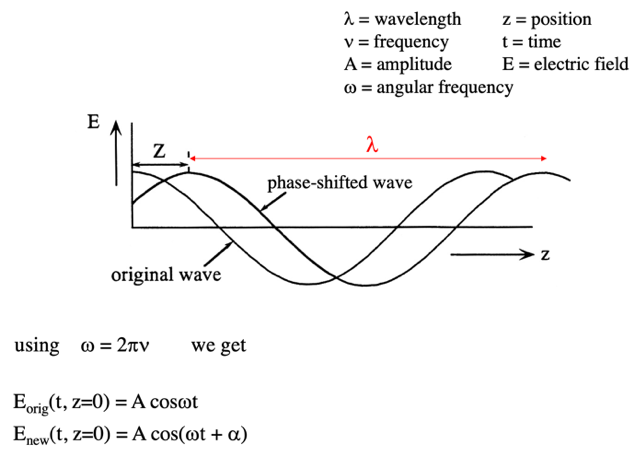 λ = wavelength z = position
ν = frequency t = time
A = amplitude E = electric field
ω = angular frequency
E
Z
λ
phase-shifted wave
original wave
z
using ω = 2πν we get
E_orig(t, z=0) = A cosωt
E_new(t, z=0) = A cos(ωt + α)